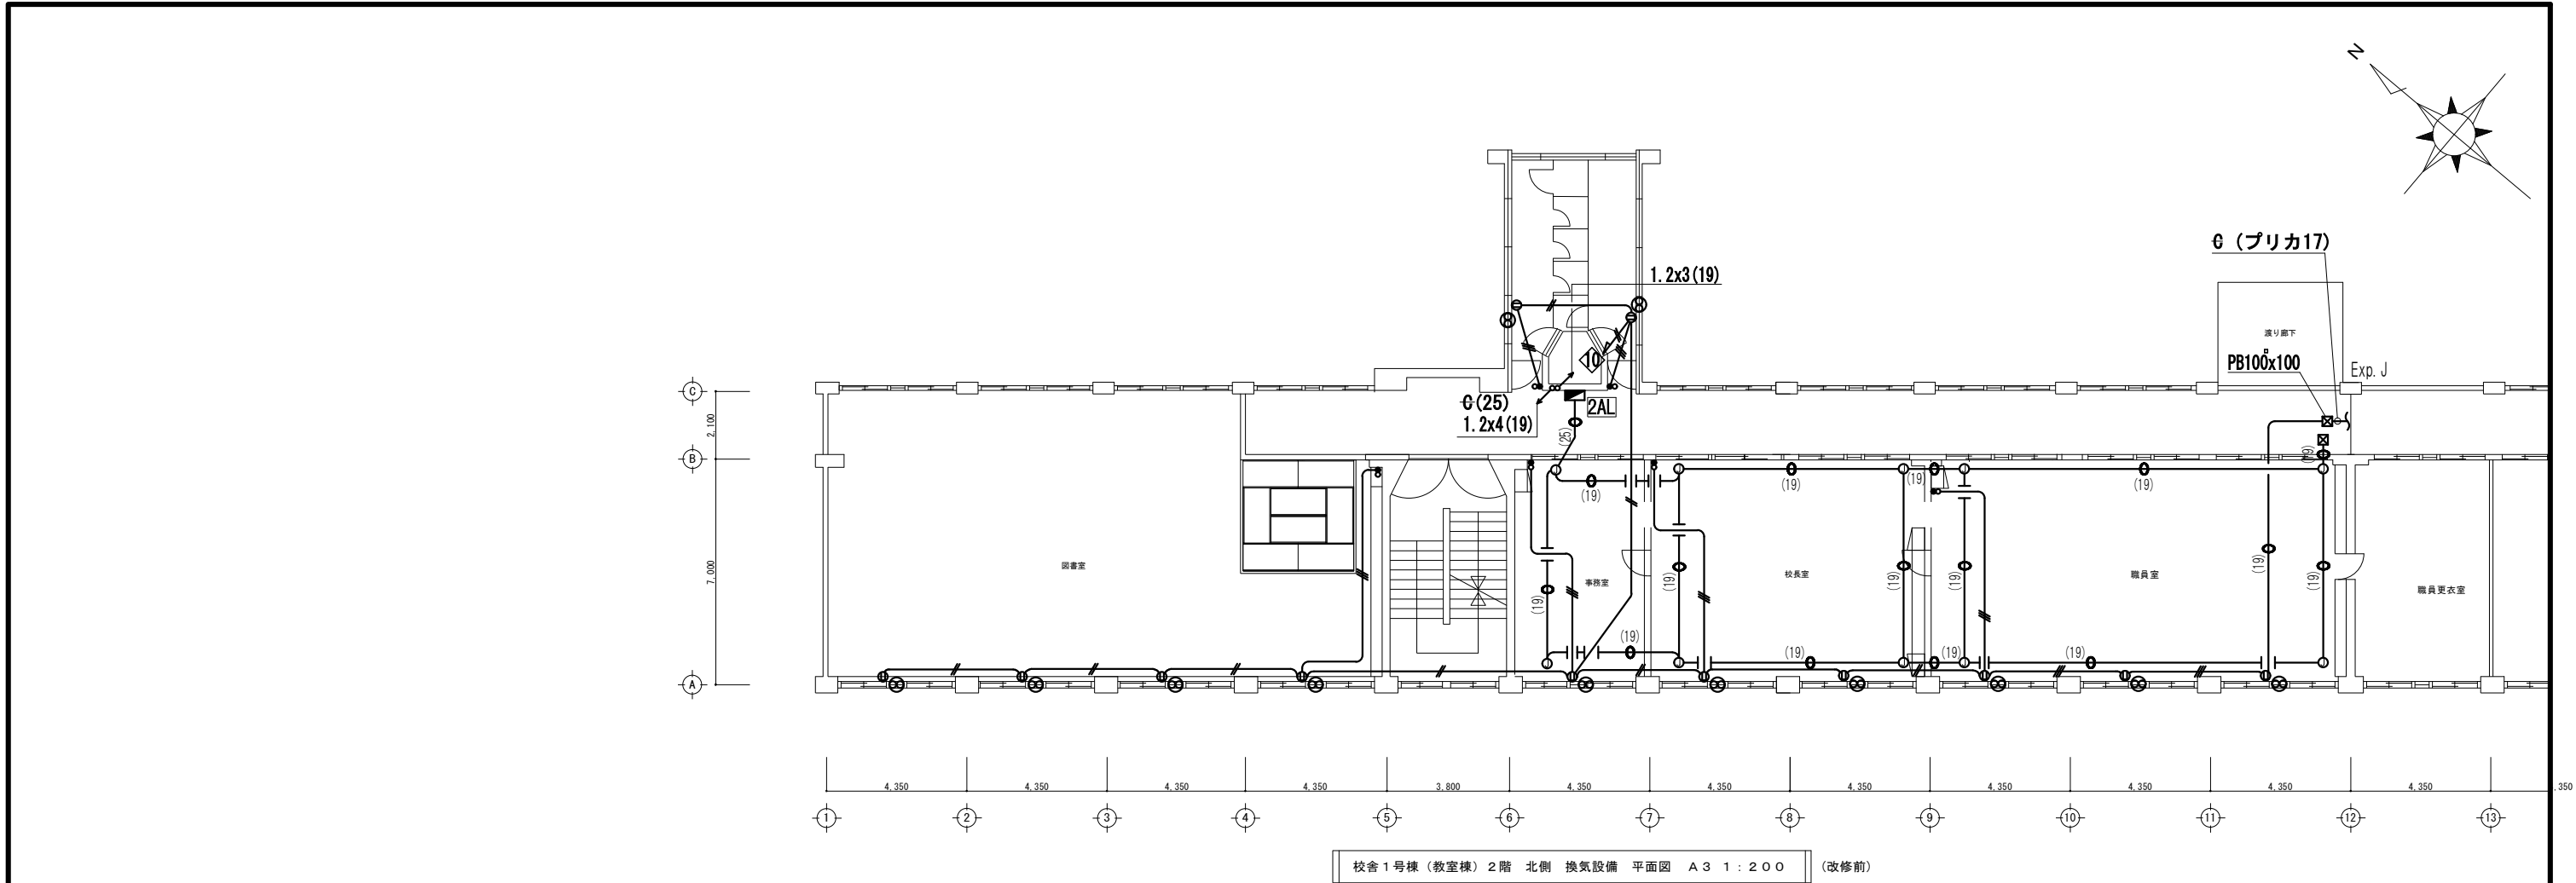 N
C (プリカ17)
1.2x3(19)
渡り廊下
10
PB100x100
Exp.J
C
C(25)
2AL
1.2x4(19)
2,100
(25)
B
(19)
(19)
(19)
(19)
(19)
(19)
7,000
図書室
事務室
校長室
職員室
職員更衣室
(19)
(19)
(19)
(19)
(19)
(19)
(19)
(19)
(19)
(19)
A
4,350
4,350
4,350
4,350
3,800
4,350
4,350
4,350
4,350
4,350
4,350
4,350
,350
1
2
3
4
5
6
7
8
9
10
11
12
13
校舎1号棟（教室棟）2階 北側 換気設備 平面図 A3 1:200 （改修前）